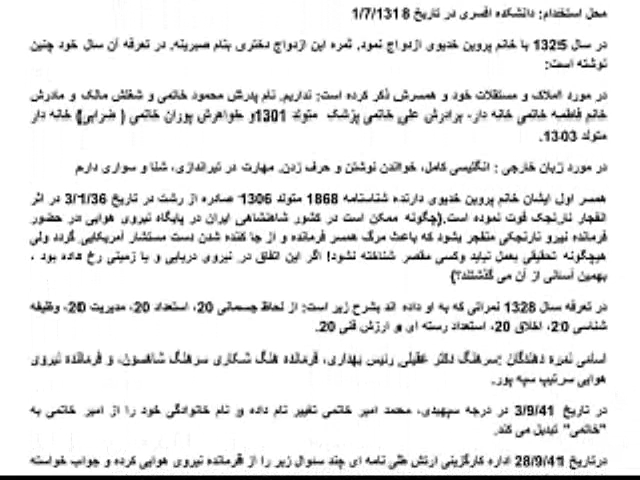 محل استخدام: دانشکده افسری در تاریخ 1/7/1318
در سال 1325 با خانم پروین خدیوی ازدواج نمود. ثمره این ازدواج دختری بنام صبرینه. در تعرفه آن سال خود چنین
نوشته است:
در مورد املاک و مستقلات خود و همسرش ذکر کرده است: نداریم. نام پدرش محمود خاتمی و شغلش مالک و مادرش
خانم فاطمه خاتمی خانه دار- برادرش علی خاتمی پزشک متولد 1301و خواهرش پوران خاتمی ( ضرابی) خانه دار
متولد 1303.
در مورد زبان خارجی : انگلیسی کامل، خواندن نوشتن و حرف زدن. مهارت در تیراندازی، شنا و سواری دارم
همسر اول ایشان خانم پروین خدیوی دارنده شناسنامه 1868 متولد 1306 صادره از رشت در تاریخ 3/1/36 در اثر
انفجار نارنجک فوت نموده است.(چگونه ممکن است در کشور شاهنشاهی ایران در پایگاه نیروی هوایی در حضور
فرمانده نیرو نارنجکی منفجر بشود که باعث مرگ همسر فرمانده و از جا کنده شدن دست مستشار آمریکایی گردد ولی
هیچگونه تحقیقی بعمل نیاید وکسی مقصر شناخته نشود! اگر این اتفاق در نیروی دریایی و یا زمینی رخ داده بود ،
بهمین آسانی از آن می گذشتند؟)
در تعرفه سال 1328 نمراتی که به او داده اند بشرح زیر است: از لحاظ جسمانی 20، استعداد 20، مدیریت 20، وظیفه
شناسی 20، اخلاق 20، استعداد رسته ای و ارزش فنی 20.
اسامی نمره دهندگان :سرهنگ دکتر عقیلی رئیس بهداری، فرمانده هنگ شکاری سرهنگ شاهسون، و فرمانده نیروی
هوایی سرتیپ سپه پور.
در تاریخ 3/9/41 در درجه سپهبدی، محمد امیر خاتمی تغییر نام داده و نام خانوادگی خود را از امیر خاتمی به
"خاتمی" تبدیل می کند.
درتاریخ 28/9/41 اداره کارگزینی ارتش طی نامه ای چند سئوال زیر را از فرمانده نیروی هوایی کرده و جواب خواسته